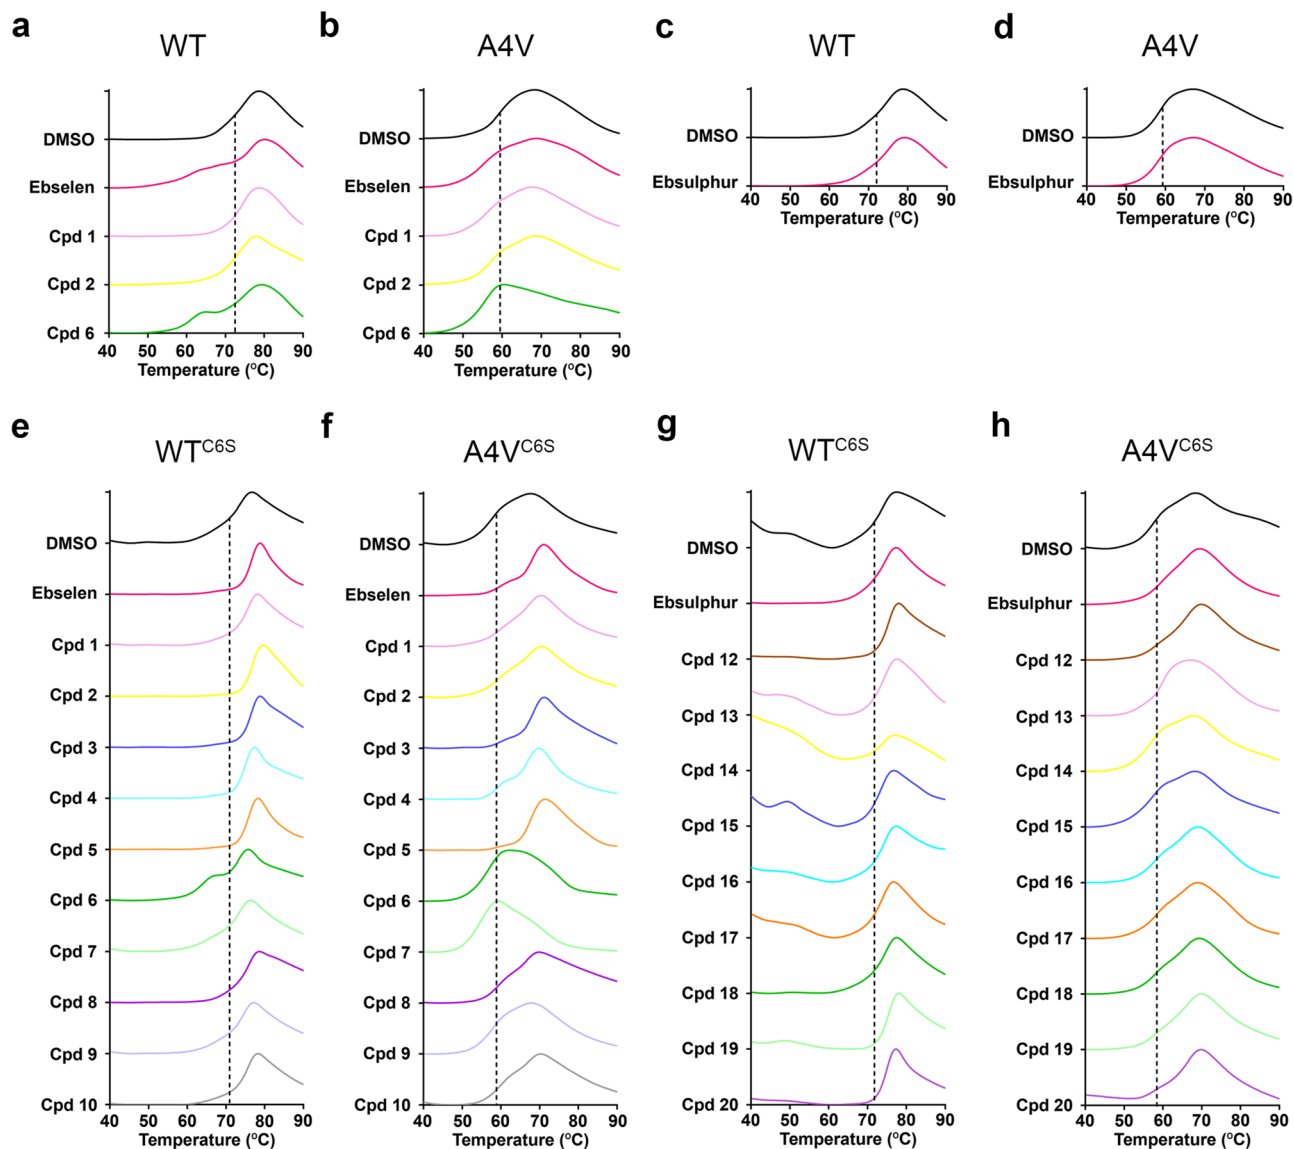 a
WT
DMSO
Ebselen
Cpd 1
Cpd 2
Cpd 6
40 50 60 70 80 90
Temperature (°C)
b
A4V
DMSO
Ebselen
Cpd 1
Cpd 2
Cpd 6
40 50 60 70 80 90
Temperature (°C)
c
WT
DMSO
Ebsulphur
40 50 60 70 80 90
Temperature (°C)
d
A4V
DMSO
Ebsulphur
40 50 60 70 80 90
Temperature (°C)
e
WTC6S
DMSO
Ebselen
Cpd 1
Cpd 2
Cpd 3
Cpd 4
Cpd 5
Cpd 6
Cpd 7
Cpd 8
Cpd 9
Cpd 10
40 50 60 70 80 90
Temperature (°C)
f
A4VC6S
DMSO
Ebselen
Cpd 1
Cpd 2
Cpd 3
Cpd 4
Cpd 5
Cpd 6
Cpd 7
Cpd 8
Cpd 9
Cpd 10
40 50 60 70 80 90
Temperature (°C)
g
WTC6S
DMSO
Ebsulphur
Cpd 12
Cpd 13
Cpd 14
Cpd 15
Cpd 16
Cpd 17
Cpd 18
Cpd 19
Cpd 20
40 50 60 70 80 90
Temperature (°C)
h
A4VC6S
DMSO
Ebsulphur
Cpd 12
Cpd 13
Cpd 14
Cpd 15
Cpd 16
Cpd 17
Cpd 18
Cpd 19
Cpd 20
40 50 60 70 80 90
Temperature (°C)